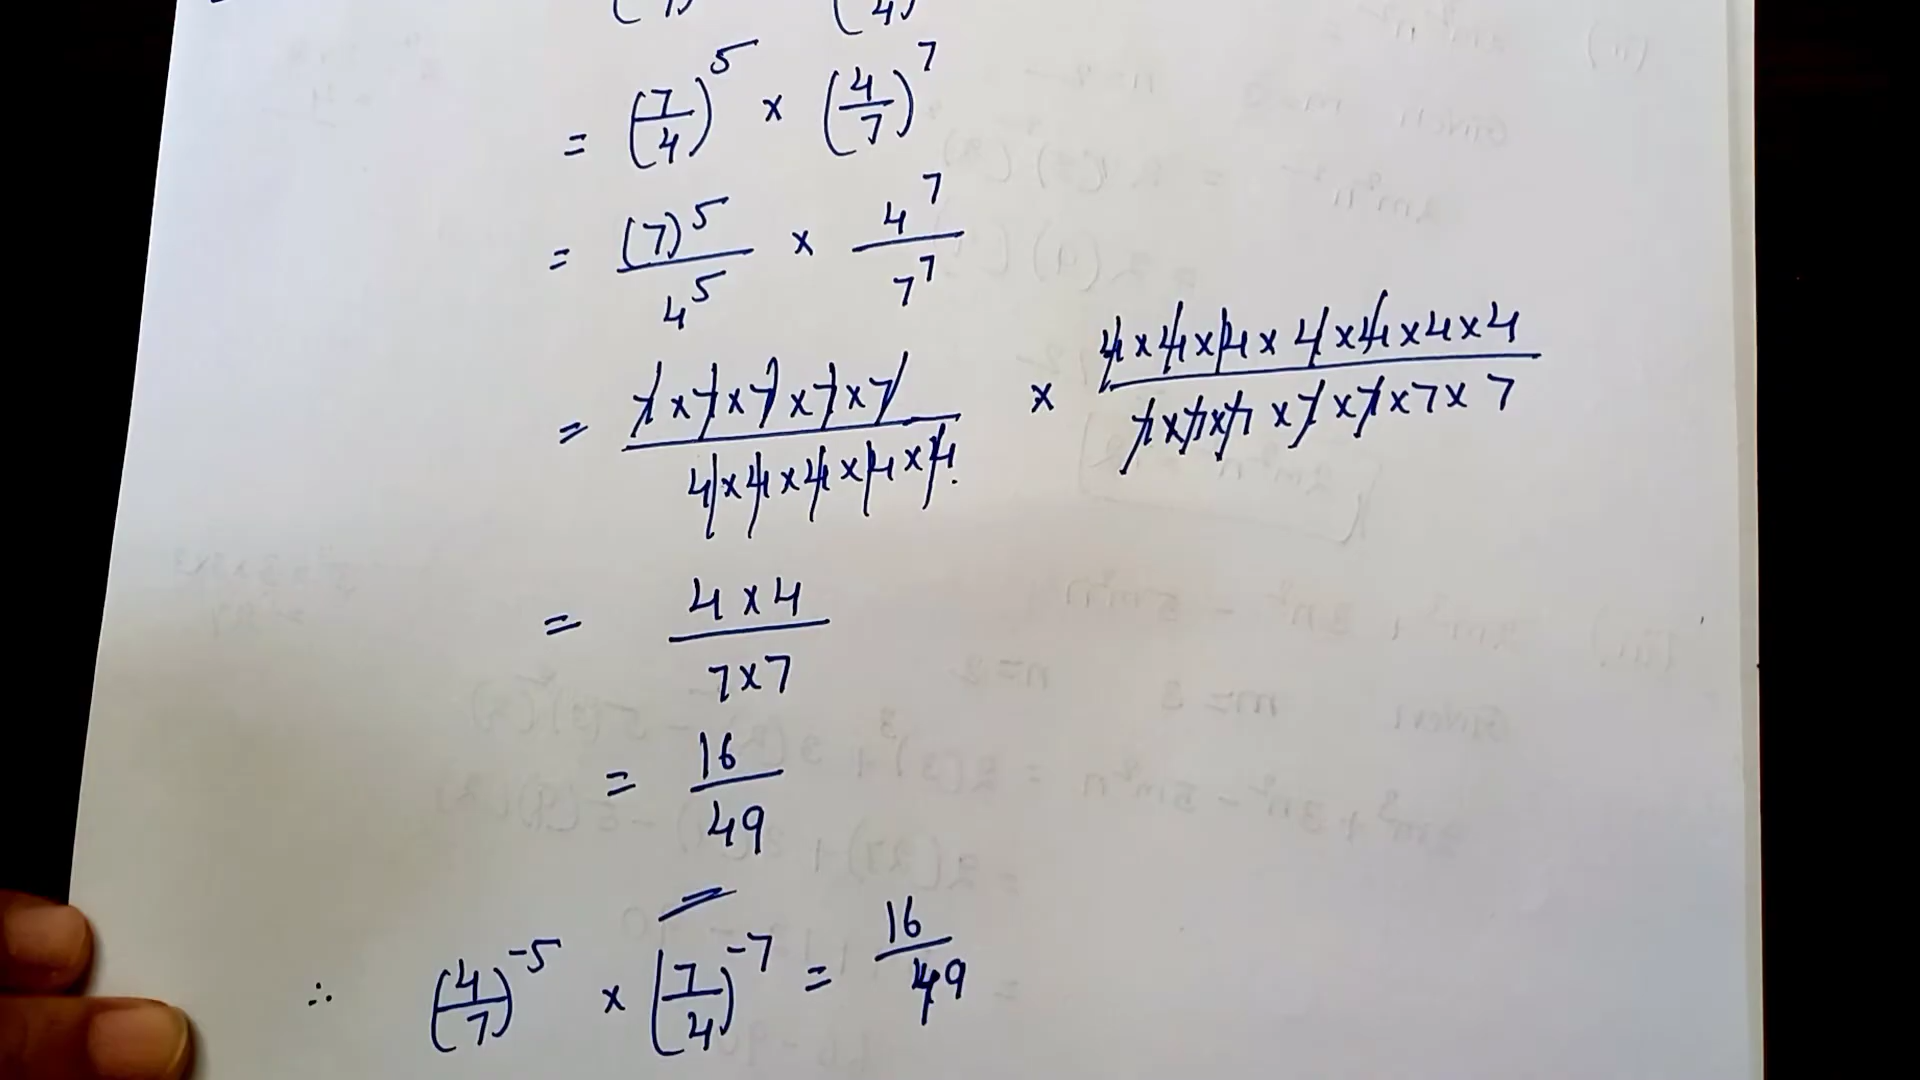 = (7/4)^5 × (4/7)^7
= (7)^5/4^5 × 4^7/7^7
= 7×7×7×7×7/4×4×4×4×4. × 4×4×4×4×4×4×4/7×7×7×7×7×7×7
= 4×4/7×7
= 16/49
∴ (4/7)^-5 × (7/4)^-7 = 16/49